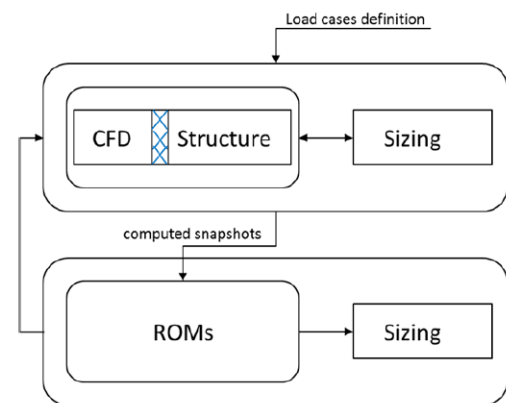 Load cases definition
CFD
Structure
Sizing
computed snapshots
ROMs
Sizing